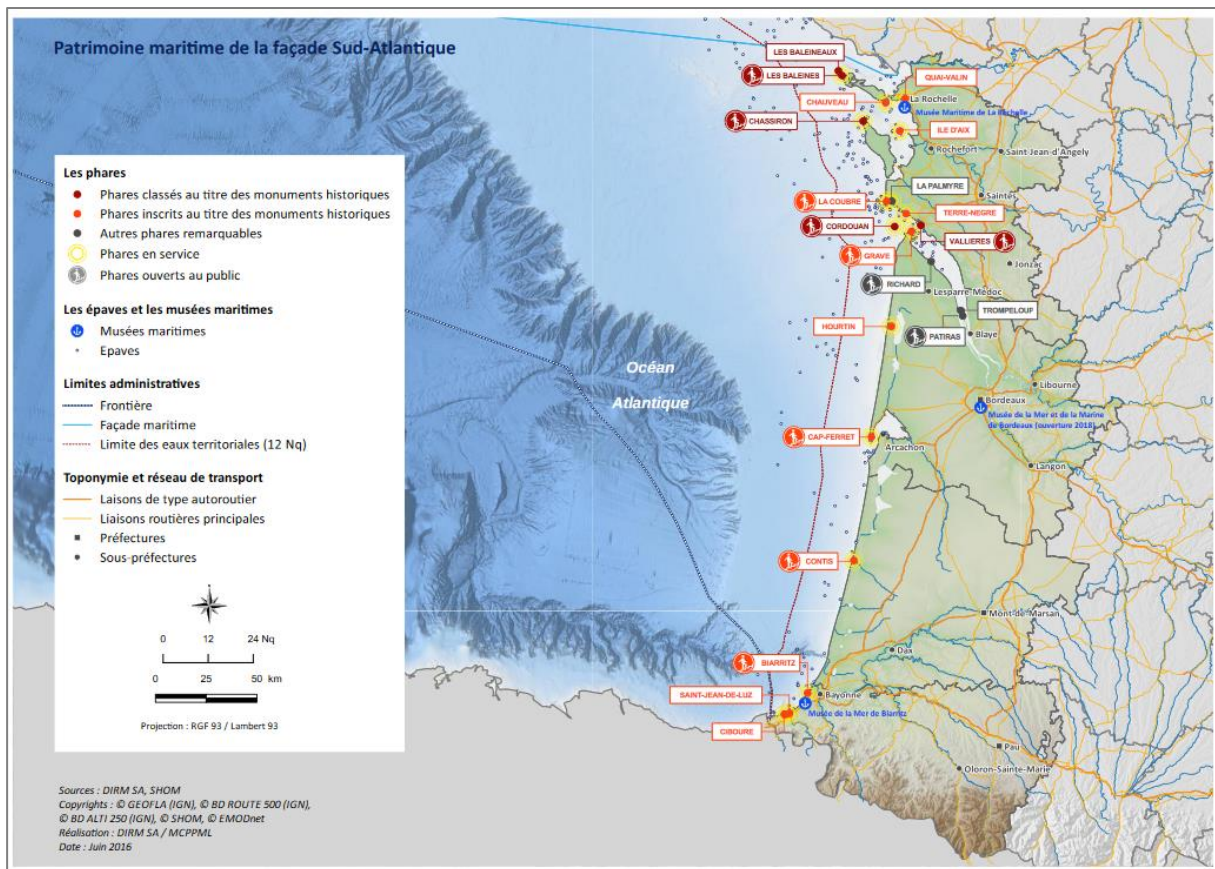 Patrimoine maritime de la façade Sud-Atlantique
Les phares
Phares classés au titre des monuments historiques
Phares inscrits au titre des monuments historiques
Autres phares remarquables
Phares en service
Phares ouverts au public
Les épaves et les musées maritimes
Musées maritimes
Epaves
Limites administratives
Frontière
Façade maritime
Limite des eaux territoriales (12 Nq)
Toponymie et réseau de transport
Laisons de type autoroutier
Liaisons routières principales
Préfectures
Sous-préfectures
0 12 24 Nq
0 25 50 km
Projection : RGF 93 / Lambert 93
Sources : DIRM SA, SHOM
Copyrights : © GEOFLA (IGN), © BD ROUTE 500 (IGN),
© BD ALTI 250 (IGN), © SHOM, © EMODnet
Réalisation : DIRM SA / MCPPML
Date : Juin 2016
Océan
Atlantique
LES BALEINEAUX
LES BALEINES
QUAI-VALIN
CHAUVEAU
La Rochelle
Musée Maritime de La Rochelle
CHASSIRON
ILE D'AIX
Rochefort
Saint-Jean-d'Angely
LA PALMYRE
Saintes
LA COUBRE
TERRE-NEGRE
CORDOUAN
VALLIERES
GRAVE
Jonzac
RICHARD
Lesparre-Médoc
TROMPELOUP
HOURTIN
PATIRAS
Blaye
Libourne
Bordeaux
Musée de la Mer et de la Marine
de Bordeaux (ouverture 2018)
CAP-FERRET
Arcachon
Langon
CONTIS
Mont-de-Marsan
Dax
BIARRITZ
SAINT-JEAN-DE-LUZ
Bayonne
Musée de la Mer de Biarritz
CIBOURE
Pau
Oloron-Sainte-Marie